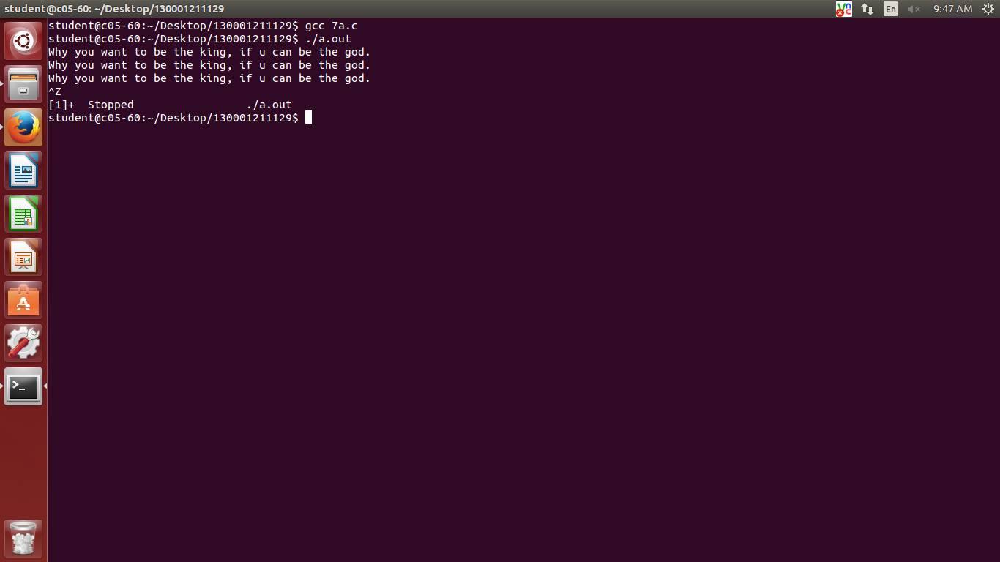 student@c05-60: ~/Desktop/130001211129
En
9:47 AM
student@c05-60:~/Desktop/130001211129$ gcc 7a.c
student@c05-60:~/Desktop/130001211129$ ./a.out
Why you want to be the king, if u can be the god.
Why you want to be the king, if u can be the god.
Why you want to be the king, if u can be the god.
^Z
[1]+  Stopped                 ./a.out
student@c05-60:~/Desktop/130001211129$